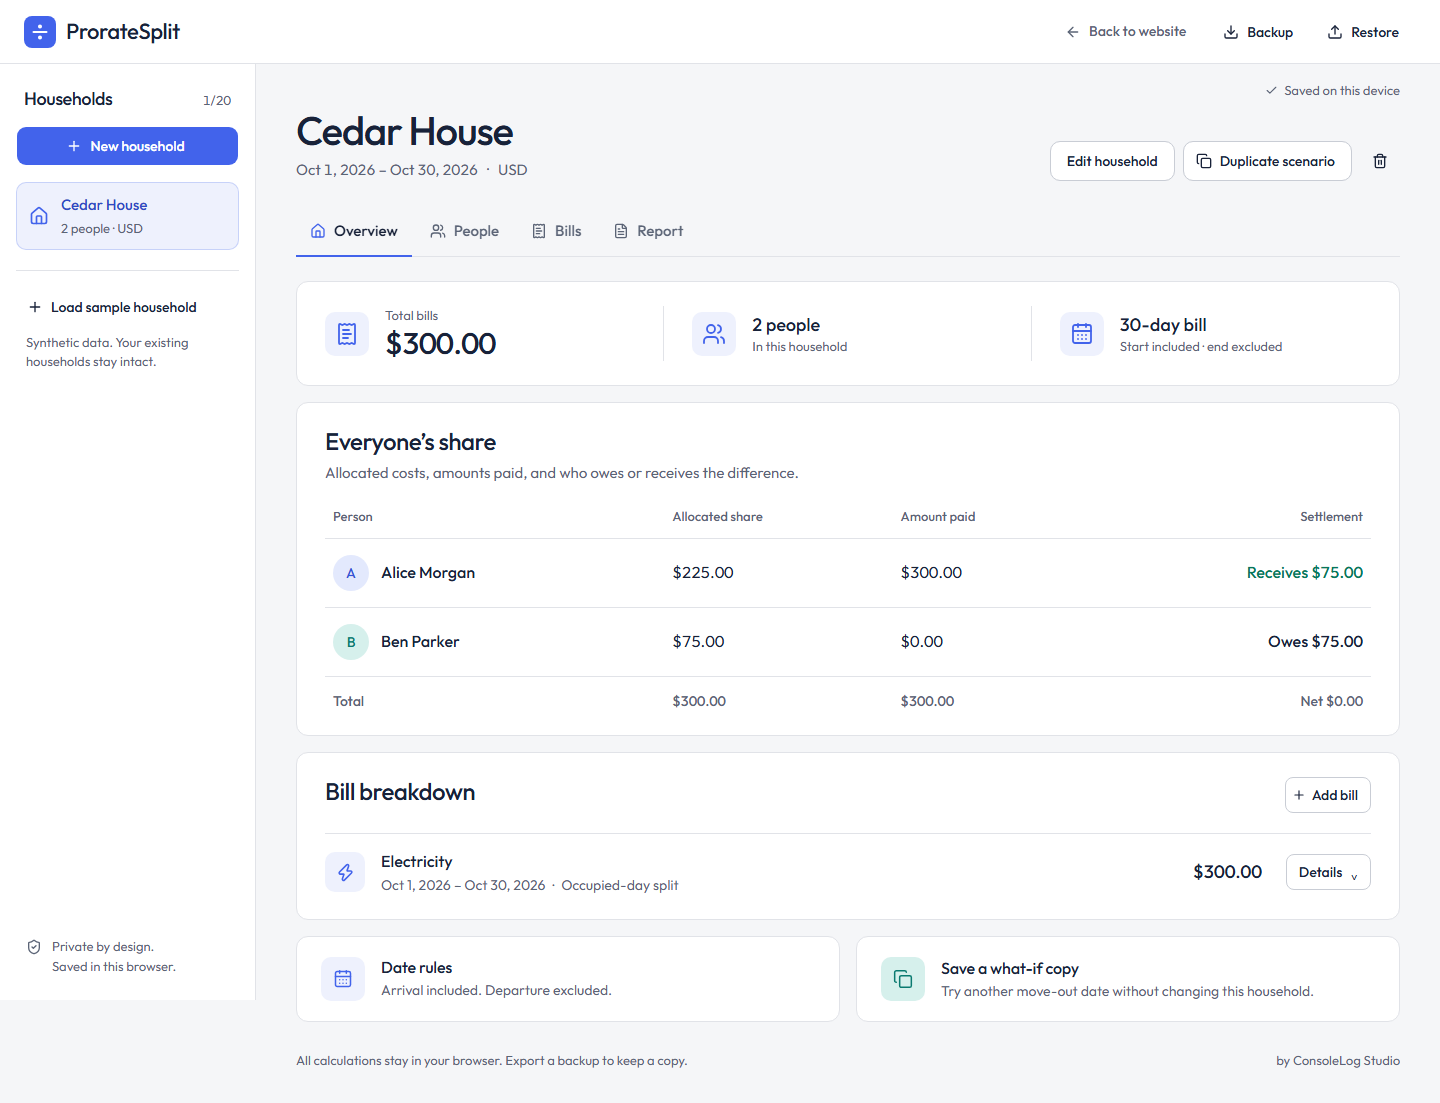 ProrateSplit
Back to website
Backup
Restore
Households
1/20
New household
Cedar House
2 people · USD
Load sample household
Synthetic data. Your existing
households stay intact.
Private by design.
Saved in this browser.
Saved on this device
Cedar House
Oct 1, 2026 – Oct 30, 2026 · USD
Edit household
Duplicate scenario
Overview
People
Bills
Report
Total bills
$300.00
2 people
In this household
30-day bill
Start included · end excluded
Everyone’s share
Allocated costs, amounts paid, and who owes or receives the difference.
Person Allocated share Amount paid Settlement
A Alice Morgan $225.00 $300.00 Receives $75.00
B Ben Parker $75.00 $0.00 Owes $75.00
Total $300.00 $300.00 Net $0.00
Bill breakdown
Add bill
Electricity
Oct 1, 2026 – Oct 30, 2026 · Occupied-day split
$300.00
Details
Date rules
Arrival included. Departure excluded.
Save a what-if copy
Try another move-out date without changing this household.
All calculations stay in your browser. Export a backup to keep a copy.
by ConsoleLog Studio